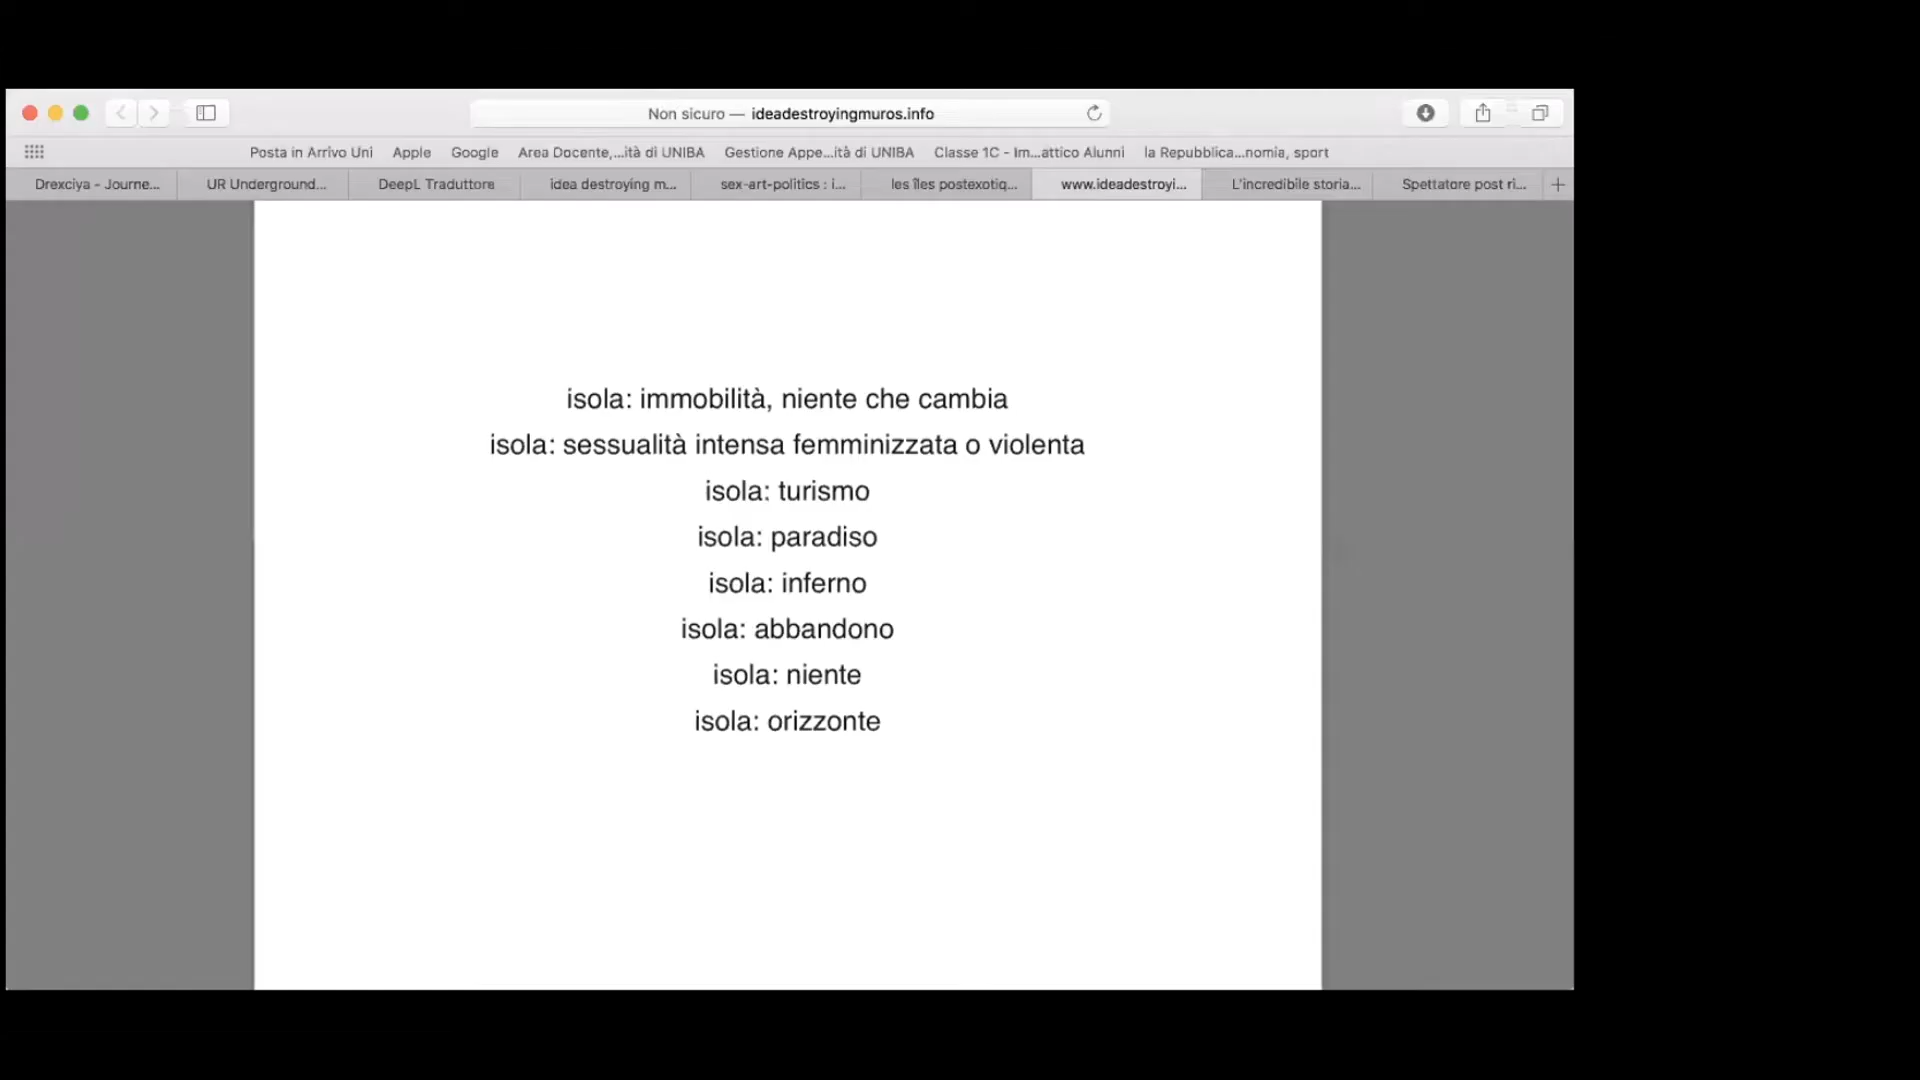 Non sicuro — ideadestroyingmuros.info
Posta in Arrivo Uni Apple Google Area Docente,...ità di UNIBA Gestione Appe...ità di UNIBA Classe 1C - Im...attico Alunni la Repubblica...nomia, sport
Drexciya - Journe... UR Underground... DeepL Traduttore idea destroying m... sex-art-politics : i... les îles postexotiq... www.ideadestroyi... L'incredibile storia... Spettatore post ri...
isola: immobilità, niente che cambia
isola: sessualità intensa femminizzata o violenta
isola: turismo
isola: paradiso
isola: inferno
isola: abbandono
isola: niente
isola: orizzonte